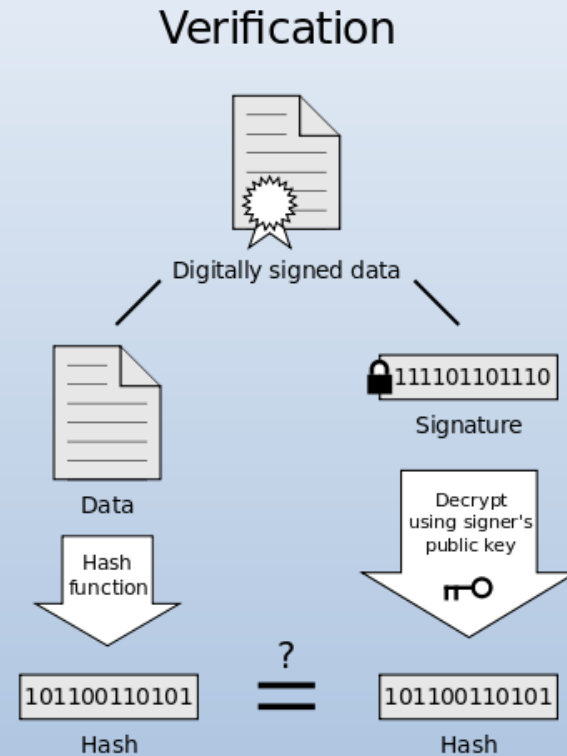 Verification
Digitally signed data
111101101110
Signature
Data
Decrypt
using signer's
public key
Hash
function
?
=
101100110101
101100110101
Hash
Hash